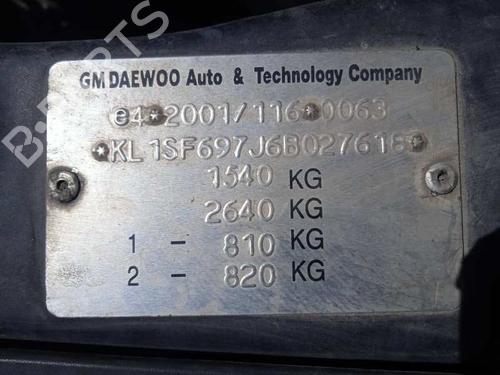 GM DAEWOO Auto & Technology Company
e4*2001/116*0063
*KL1SF697J6B027618*
1540 KG
2640 KG
1 - 810 KG
2 - 820 KG